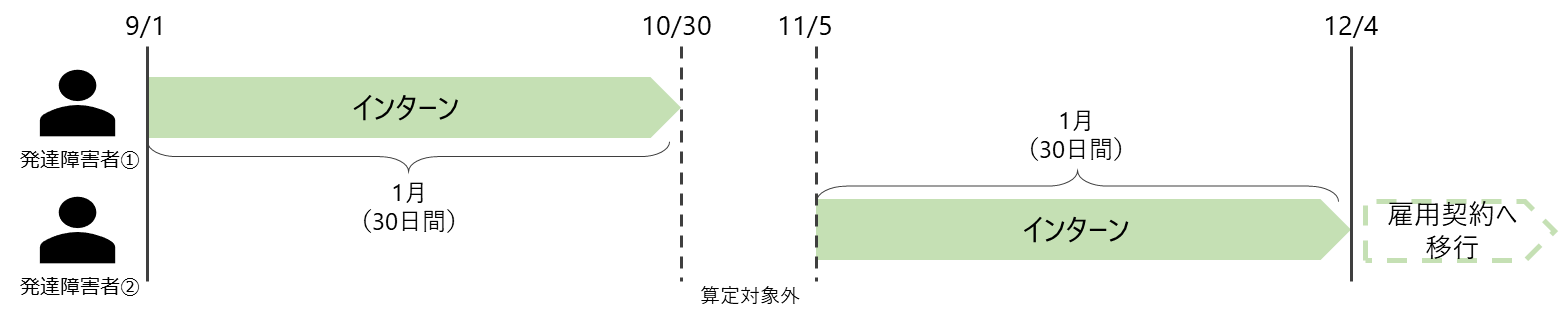 9/1
10/30
11/5
12/4
インターン
発達障害者①
1月
（30日間）
1月
（30日間）
インターン
雇用契約へ
移行
発達障害者②
算定対象外